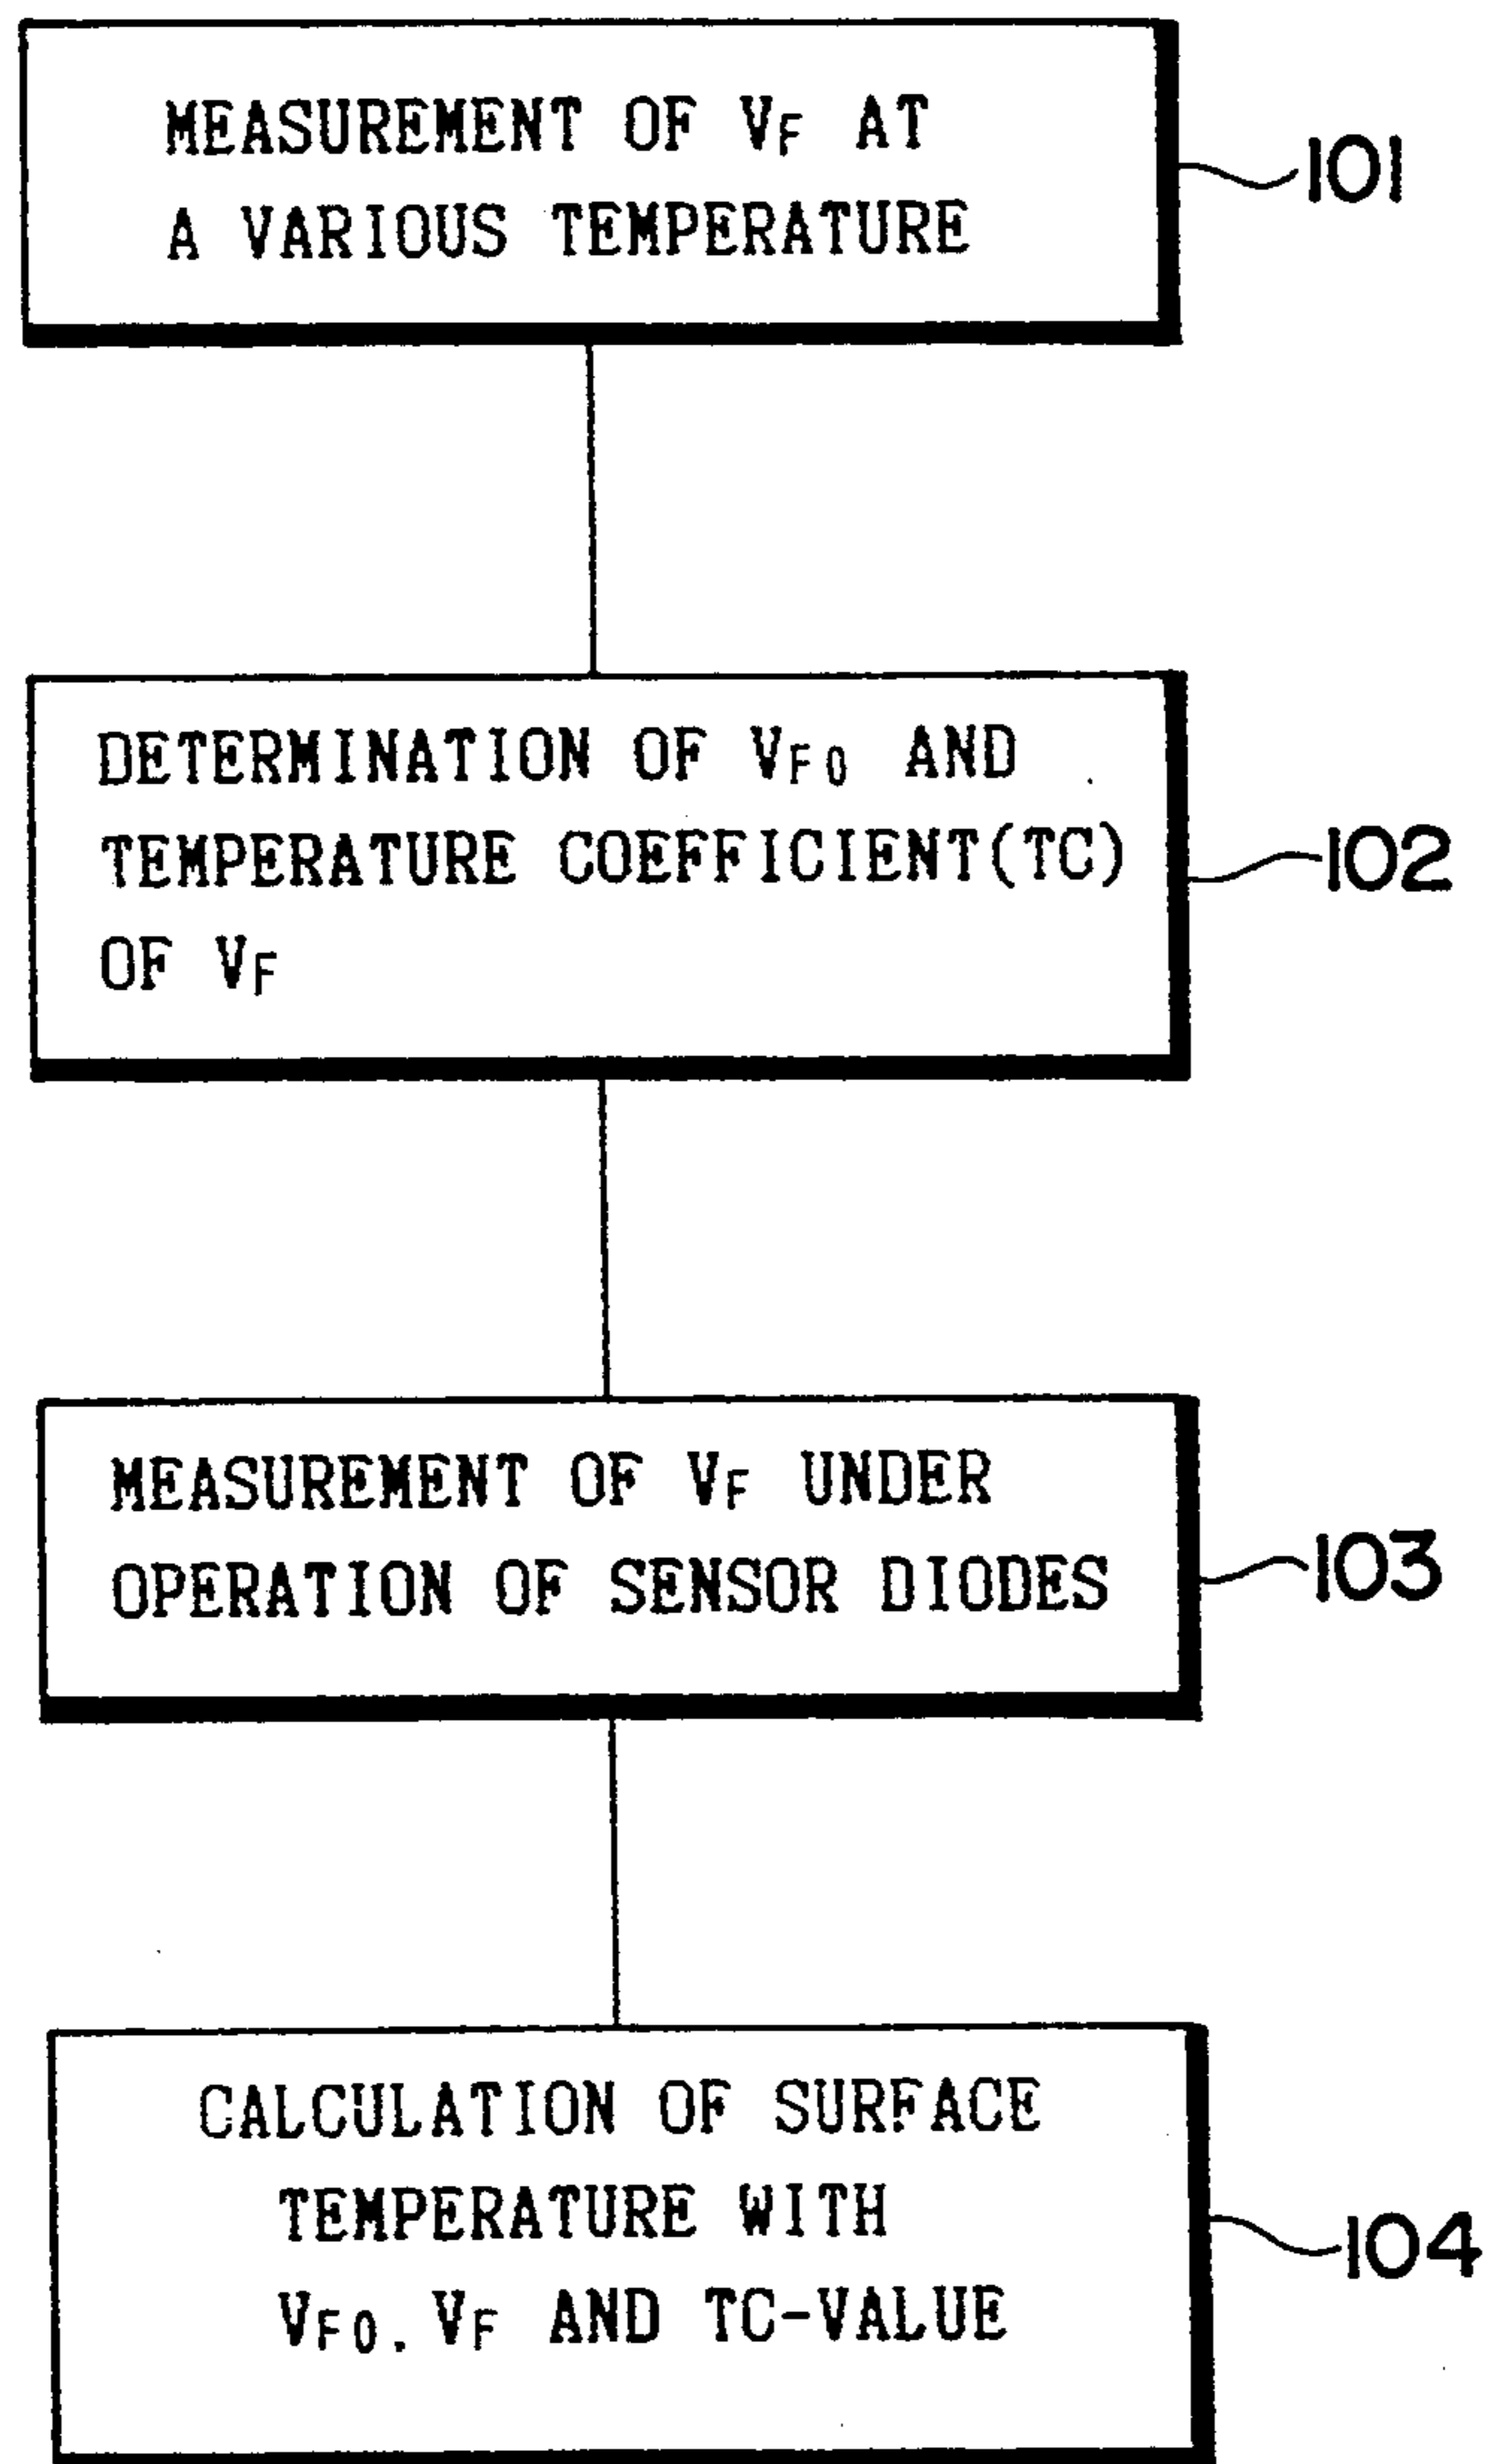 MEASUREMENT OF VF AT
A VARIOUS TEMPERATURE
101
DETERMINATION OF VF0 AND
TEMPERATURE COEFFICIENT(TC)
OF VF
102
MEASUREMENT OF VF UNDER
OPERATION OF SENSOR DIODES
103
CALCULATION OF SURFACE
TEMPERATURE WITH
VF0. VF AND TC-VALUE
104